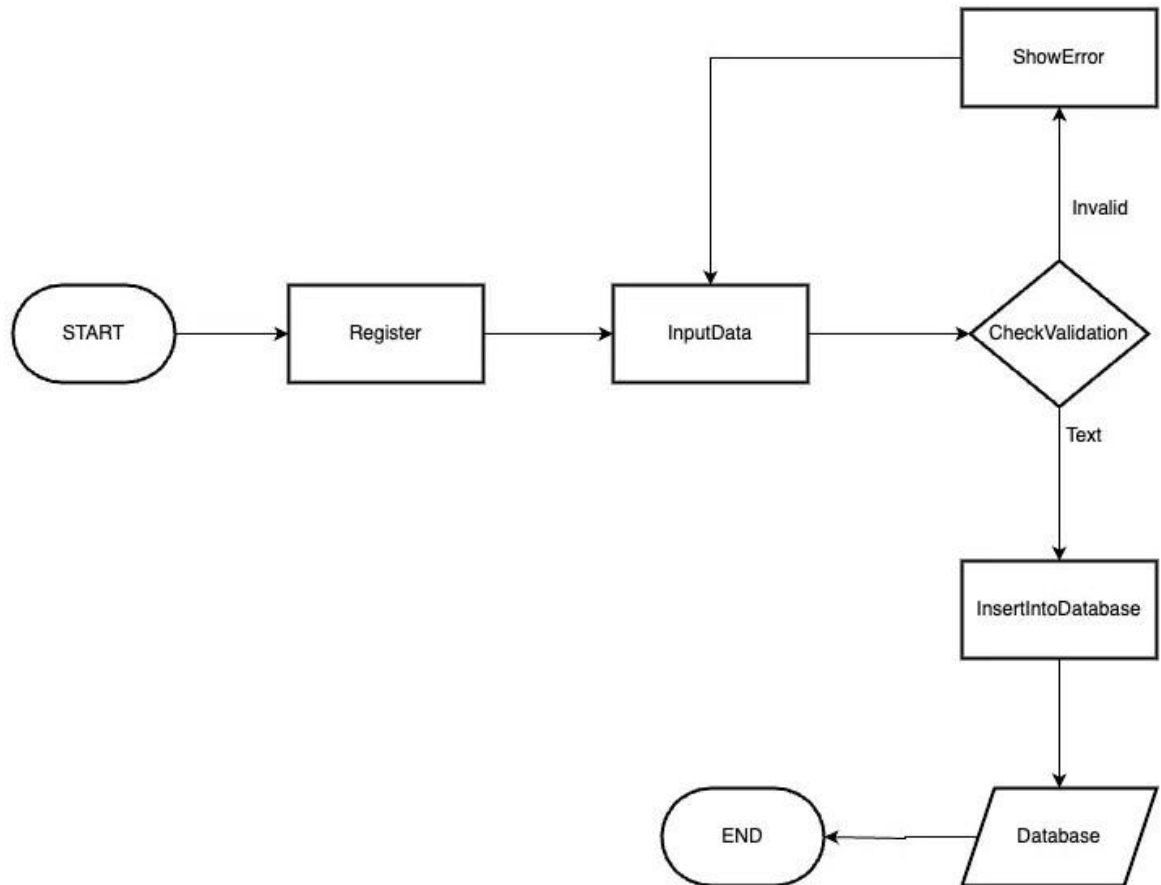 ShowError
Invalid
START
Register
InputData
CheckValidation
Text
InsertIntoDatabase
END
Database